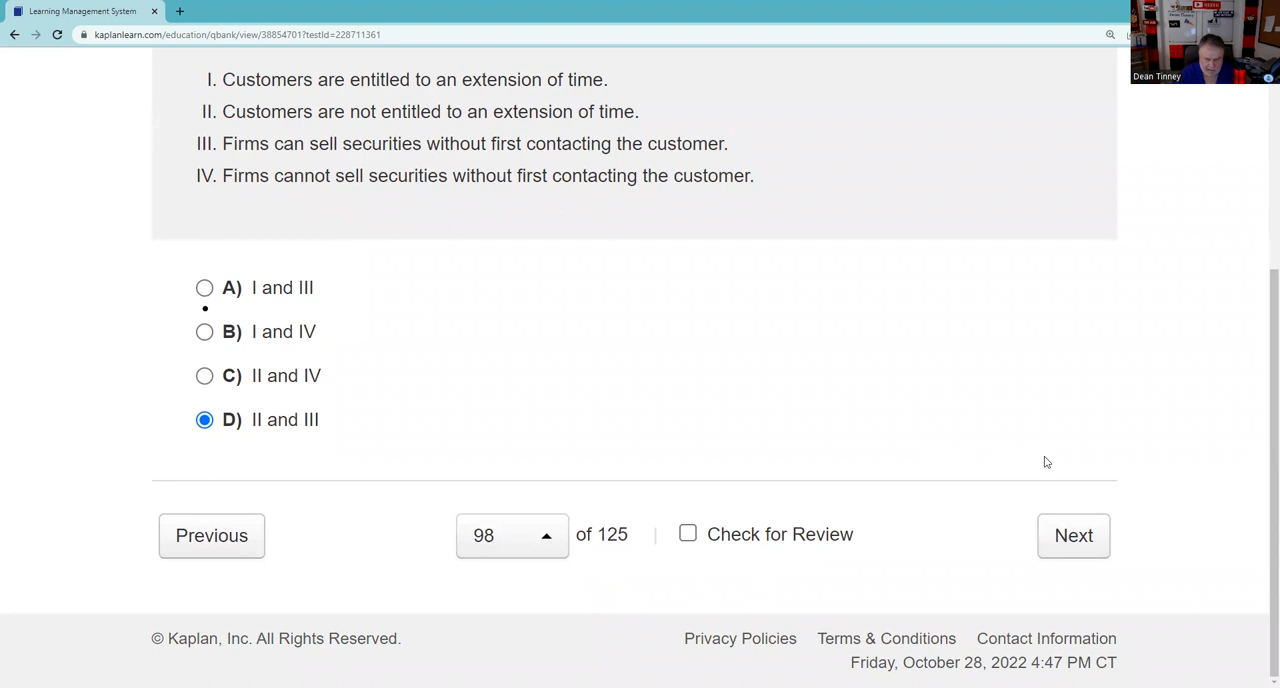 Learning Management System
kaplanlearn.com/education/qbank/view/38854701?testId=228711361
Dean Tinney
I. Customers are entitled to an extension of time.
II. Customers are not entitled to an extension of time.
III. Firms can sell securities without first contacting the customer.
IV. Firms cannot sell securities without first contacting the customer.
A) I and III
B) I and IV
C) II and IV
D) II and III
Previous
98
of 125
Check for Review
Next
© Kaplan, Inc. All Rights Reserved.
Privacy Policies
Terms & Conditions
Contact Information
Friday, October 28, 2022 4:47 PM CT